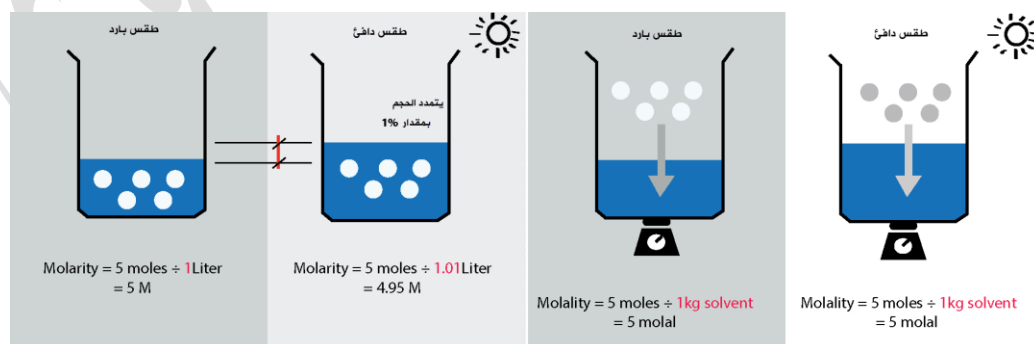 طقس بارد
طقس دافئ
يتمدد الحجم
بمقدار 1%
Molarity = 5 moles ÷ 1Liter
= 5 M
Molarity = 5 moles ÷ 1.01Liter
= 4.95 M
طقس بارد
طقس دافئ
Molality = 5 moles ÷ 1kg solvent
= 5 molal
Molality = 5 moles ÷ 1kg solvent
= 5 molal